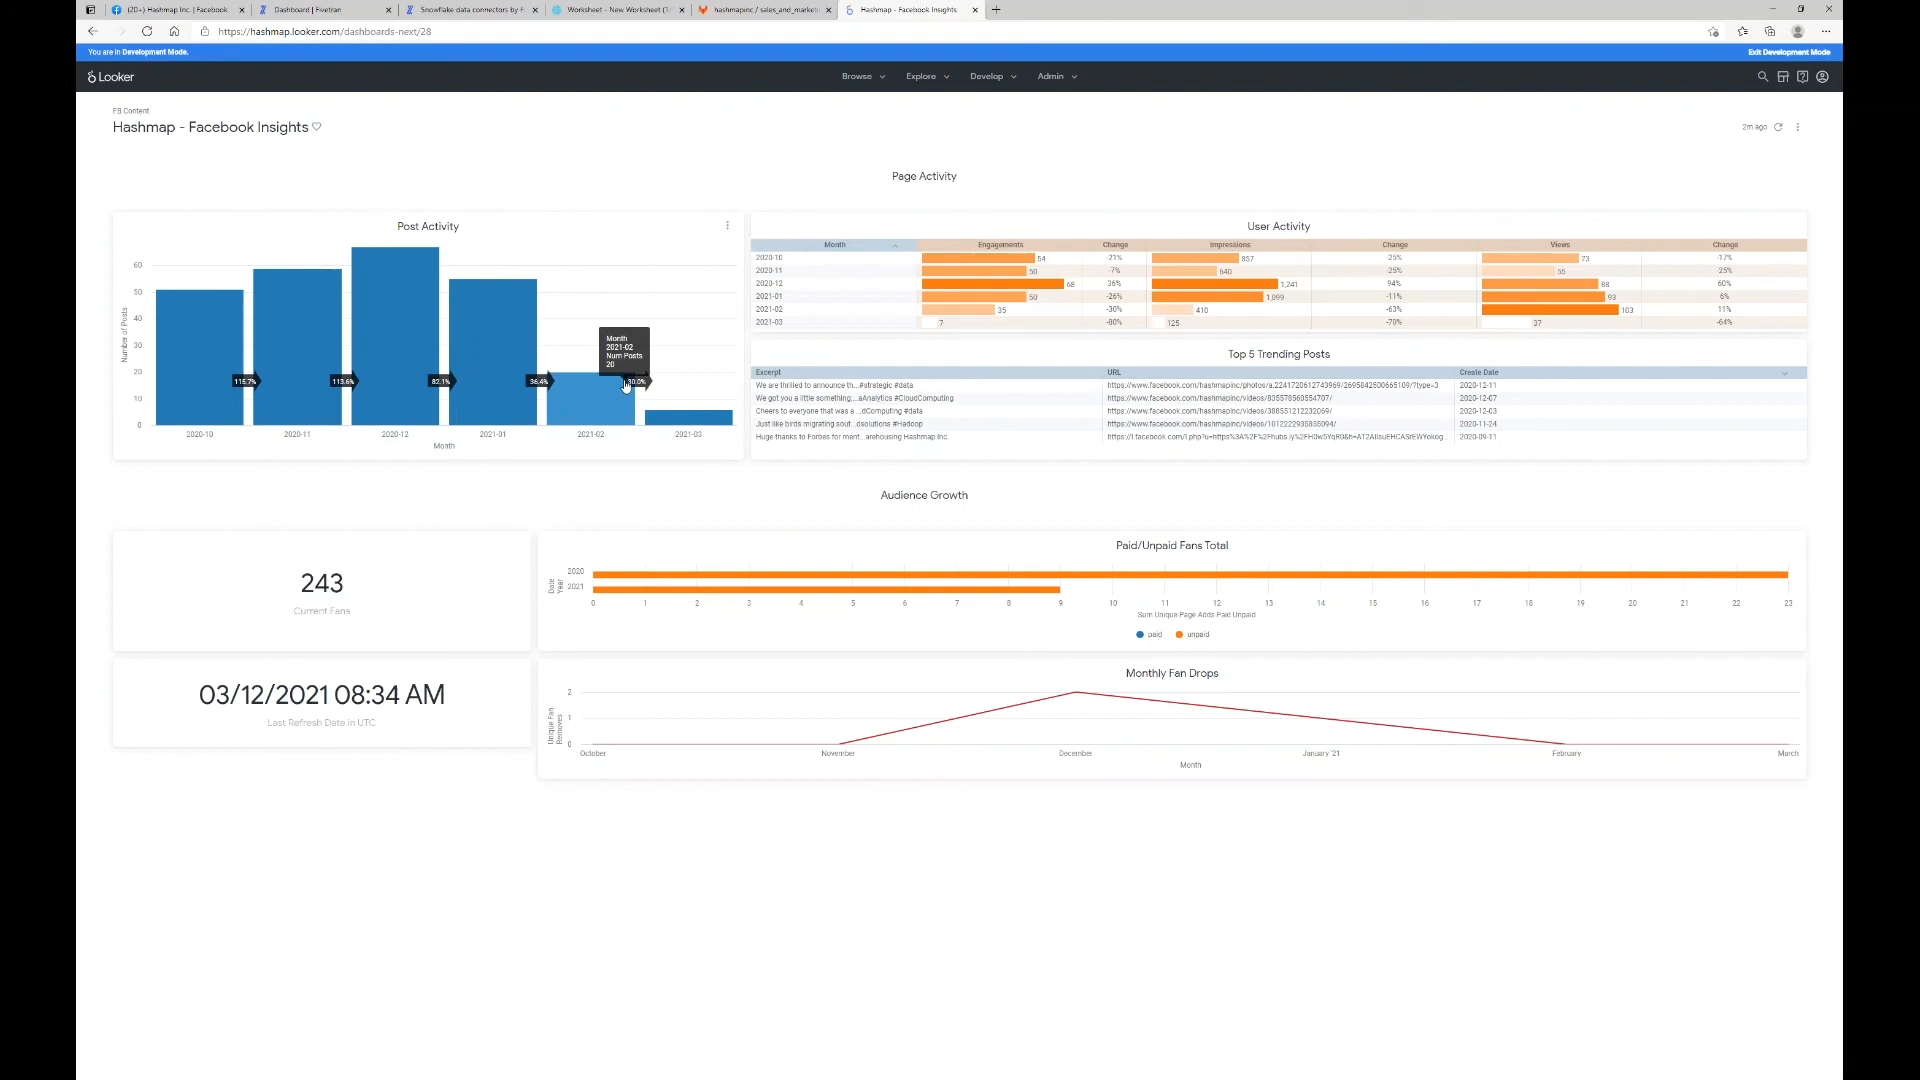 (20+) Hashmap Inc. | Facebook
Dashboard | Fivetran
Snowflake data connectors by F
Worksheet - New Worksheet (1/
hashmapinc / sales_and_marketi
Hashmap - Facebook Insights
https://hashmap.looker.com/dashboards-next/28
You are in Development Mode.
Exit Development Mode
Looker
Browse
Explore
Develop
Admin
FB Content
Hashmap - Facebook Insights
2m ago
Page Activity
Post Activity
Number of Posts
60
50
40
30
20
10
0
115.7%
113.6%
82.1%
36.4%
30.0%
Month
2021-02
Num Posts
20
2020-10
2020-11
2020-12
2021-01
2021-02
2021-03
Month
User Activity
Month Engagements Change Impressions Change Views Change
2020-10 54 -21% 857 -25% 73 -17%
2020-11 50 -7% 640 -25% 55 -25%
2020-12 68 36% 1,241 94% 88 60%
2021-01 50 -26% 1,099 -11% 93 6%
2021-02 35 -30% 410 -63% 103 11%
2021-03 7 -80% 125 -70% 37 -64%
Top 5 Trending Posts
Excerpt URL Create Date
We are thrilled to announce th...#strategic #data https://www.facebook.com/hashmapinc/photos/a.2241720612743969/2695842500665109/?type=3 2020-12-11
We got you a little something:...aAnalytics #CloudComputing https://www.facebook.com/hashmapinc/videos/835578560554707/ 2020-12-07
Cheers to everyone that was a ...dComputing #data https://www.facebook.com/hashmapinc/videos/388551212232069/ 2020-12-03
Just like birds migrating sout...dsolutions #Hadoop https://www.facebook.com/hashmapinc/videos/1012222935835094/ 2020-11-24
Huge thanks to Forbes for ment...arehousing Hashmap Inc. 2020-09-11
Audience Growth
243
Current Fans
03/12/2021 08:34 AM
Last Refresh Date in UTC
Paid/Unpaid Fans Total
Date
Year
2020
2021
0 1 2 3 4 5 6 7 8 9 10 11 12 13 14 15 16 17 18 19 20 21 22 23
Sum Unique Page Adds Paid Unpaid
paid
unpaid
Monthly Fan Drops
Unique Fan
Removes
2
1
0
October November December January '21 February March
Month